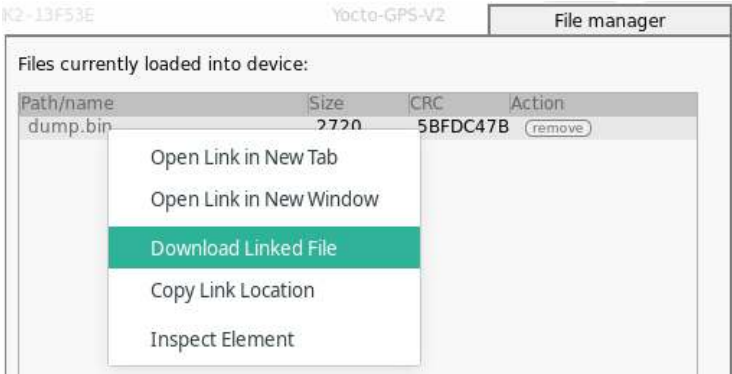 Yocto-GPS-V2
File manager
Files currently loaded into device:
Path/name Size CRC Action
dump.bin 2720 5BFDC47B remove
Open Link in New Tab
Open Link in New Window
Download Linked File
Copy Link Location
Inspect Element